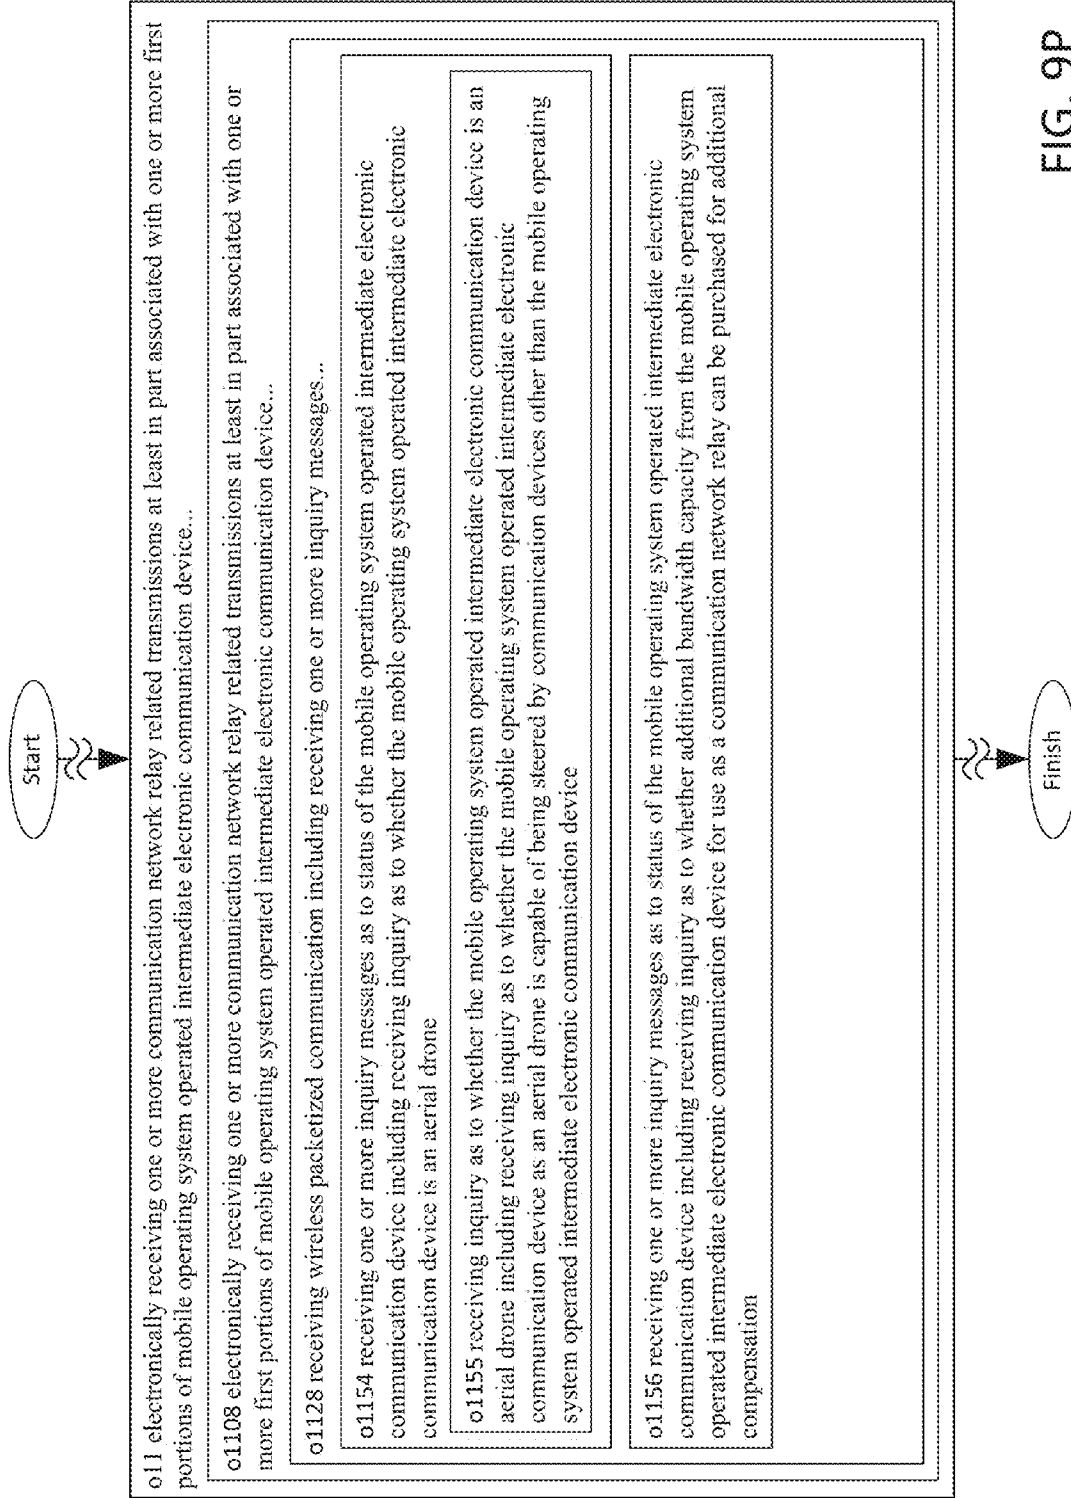 Start
o11 electronically receiving one or more communication network relay related transmissions at least in part associated with one or more first
portions of mobile operating system operated intermediate electronic communication device...
o1108 electronically receiving one or more communication network relay related transmissions at least in part associated with one or
more first portions of mobile operating system operated intermediate electronic communication device...
o1128 receiving wireless packetized communication including receiving one or more inquiry messages...
o1154 receiving one or more inquiry messages as to status of the mobile operating system operated intermediate electronic
communication device including receiving inquiry as to whether the mobile operating system operated intermediate electronic
communication device is an aerial drone
o1155 receiving inquiry as to whether the mobile operating system operated intermediate electronic communication device is an
aerial drone including receiving inquiry as to whether the mobile operating system operated intermediate electronic
communication device as an aerial drone is capable of being steered by communication devices other than the mobile operating
system operated intermediate electronic communication device
o1156 receiving one or more inquiry messages as to status of the mobile operating system operated intermediate electronic
communication device including receiving inquiry as to whether additional bandwidth capacity from the mobile operating system
operated intermediate electronic communication device for use as a communication network relay can be purchased for additional
compensation
Finish
FIG. 9P